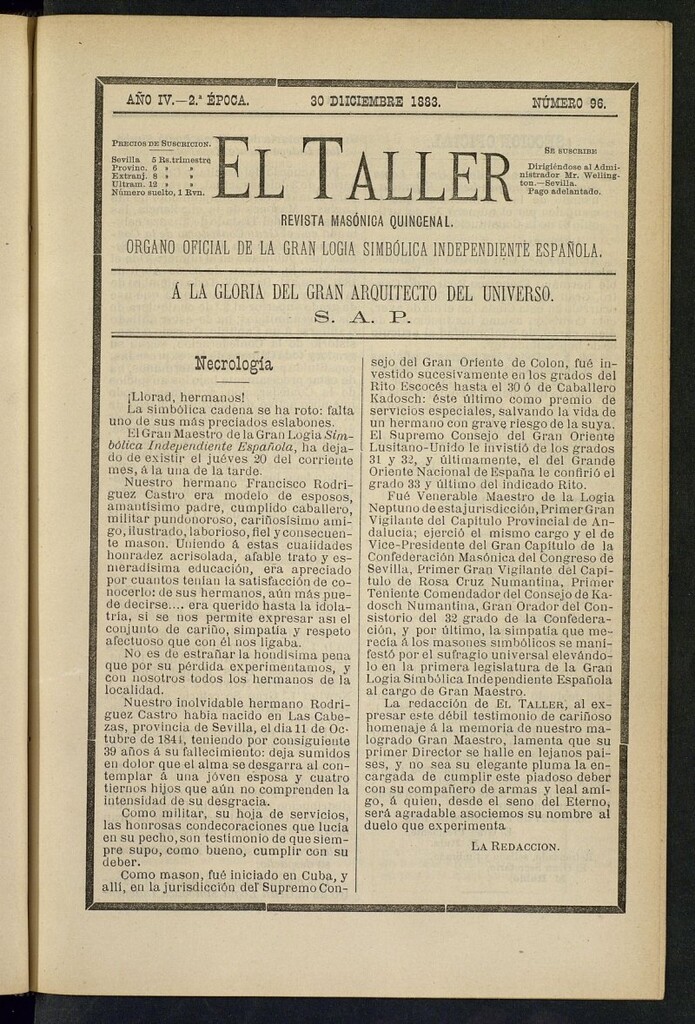 AÑO IV.—2.ª ÉPOCA.
30 DIICIEMBRE 1883.
NÚMERO 96.
PRECIOS DE SUSCRICION.
Sevilla 5 Rs. trimestre
Provinc. 6 » »
Extranj. 8 » »
Ultram. 12 » »
Número suelto, 1 Rvn.
EL TALLER
SE SUSCRIBE
Dirigiéndose al Admi-
nistrador Mr. Welling-
ton.—Sevilla.
Pago adelantado.
REVISTA MASÓNICA QUINCENAL.
ORGANO OFICIAL DE LA GRAN LOGIA SIMBÓLICA INDEPENDIENTE ESPAÑOLA.
Á LA GLORIA DEL GRAN ARQUITECTO DEL UNIVERSO.
S. A. P.
Necrología
¡Llorad, hermanos!
La simbólica cadena se ha roto: falta
uno de sus más preciados eslabones.
El Gran Maestro de la Gran Logia Sim-
bólica Independiente Española, ha deja-
do de existir el juéves 20 del corriente
mes, á la una de la tarde.
Nuestro hermano Francisco Rodri-
guez Castro era modelo de esposos,
amantísimo padre, cumplido caballero,
militar pundonoroso, cariñosísimo ami-
go, ilustrado, laborioso, fiel y consecuen-
te mason. Uniendo á estas cualidades
honradez acrisolada, afable trato y es-
meradísima educación, era apreciado
por cuantos tenian la satisfacción de co-
nocerlo: de sus hermanos, aún más pue-
de decirse.... era querido hasta la idola-
tría, si se nos permite expresar así el
conjunto de cariño, simpatía y respeto
afectuoso que con él nos ligaba.
No es de estrañar la hondísima pena
que por su pérdida experimentamos, y
con nosotros todos los hermanos de la
localidad.
Nuestro inolvidable hermano Rodri-
guez Castro habia nacido en Las Cabe-
zas, provincia de Sevilla, el dia 11 de Oc-
tubre de 1844, teniendo por consiguiente
39 años á su fallecimiento: deja sumidos
en dolor que el alma se desgarra al con-
templar á una jóven esposa y cuatro
tiernos hijos que aún no comprenden la
intensidad de su desgracia.
Como militar, su hoja de servicios,
las honrosas condecoraciones que lucía
en su pecho, son testimonio de que siem-
pre supo, como bueno, cumplir con su
deber.
Como mason, fué iniciado en Cuba, y
allí, en la jurisdicción del Supremo Con-
sejo del Gran Oriente de Colon, fué in-
vestido sucesivamente en los grados del
Rito Escocés hasta el 30 ó de Caballero
Kadosch: éste último como premio de
servicios especiales, salvando la vida de
un hermano con grave riesgo de la suya.
El Supremo Consejo del Gran Oriente
Lusitano-Unido le invistió de los grados
31 y 32, y últimamente, el del Grande
Oriente Nacional de España le confirió el
grado 33 y último del indicado Rito.
Fué Venerable Maestro de la Logia
Neptuno de esta jurisdicción, Primer Gran
Vigilante del Capitulo Provincial de An-
dalucia; ejerció el mismo cargo y el de
Vice-Presidente del Gran Capítulo de la
Confederación Masónica del Congreso de
Sevilla, Primer Gran Vigilante del Capí-
tulo de Rosa Cruz Numantina, Primer
Teniente Comendador del Consejo de Ka-
dosch Numantina, Gran Orador del Con-
sistorio del 32 grado de la Confedera-
ción, y por último, la simpatía que me-
recía á los masones simbólicos se mani-
festó por el sufragio universal elevándo-
lo en la primera legislatura de la Gran
Logia Simbólica Independiente Española
al cargo de Gran Maestro.
La redacción de EL TALLER, al ex-
presar este débil testimonio de cariñoso
homenaje á la memoria de nuestro ma-
logrado Gran Maestro, lamenta que su
primer Director se halle en lejanos pai-
ses, y no sea su elegante pluma la en-
cargada de cumplir este piadoso deber
con su compañero de armas y leal ami-
go, á quien, desde el seno del Eterno,
será agradable asociemos su nombre al
duelo que experimenta
LA REDACCION.